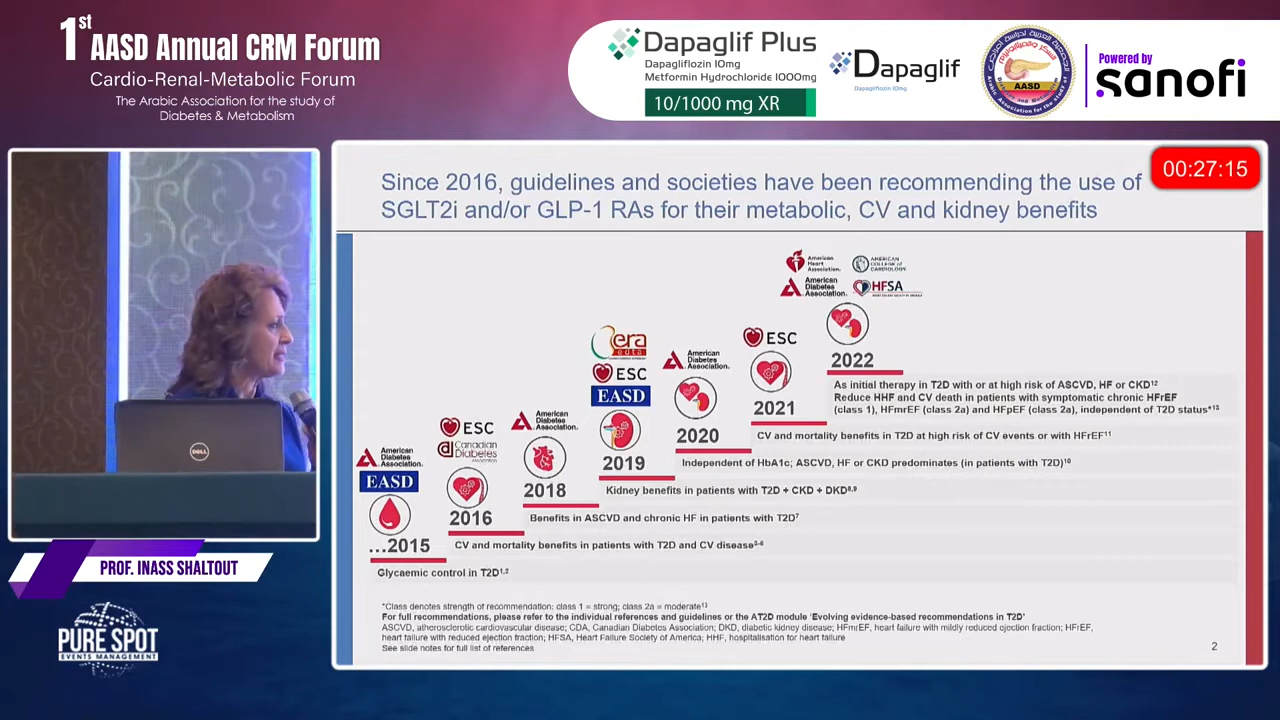 1st AASD Annual CRM Forum
Cardio-Renal-Metabolic Forum
The Arabic Association for the study of
Diabetes & Metabolism
Dapaglif Plus
Dapagliflozin 10mg
Metformin Hydrochloride 1000mg
10/1000 mg XR
Dapaglif
Dapagliflozin 10mg
AASD
Powered by
sanofi
00:27:15
Since 2016, guidelines and societies have been recommending the use of
SGLT2i and/or GLP-1 RAs for their metabolic, CV and kidney benefits
American Heart Association.
AMERICAN COLLEGE of CARDIOLOGY
American Diabetes Association.
HFSA
2022
As initial therapy in T2D with or at high risk of ASCVD, HF or CKD12
Reduce HHF and CV death in patients with symptomatic chronic HFrEF
(class 1), HFmrEF (class 2a) and HFpEF (class 2a), independent of T2D status*13
ESC
2021
CV and mortality benefits in T2D at high risk of CV events or with HFrEF11
American Diabetes Association.
2020
Independent of HbA1c; ASCVD, HF or CKD predominates (in patients with T2D)10
era
edta
ESC
EASD
2019
Kidney benefits in patients with T2D + CKD + DKD8,9
American Diabetes Association.
2018
Benefits in ASCVD and chronic HF in patients with T2D7
ESC
Canadian Diabetes Association
2016
CV and mortality benefits in patients with T2D and CV disease3-6
American Diabetes Association.
EASD
...2015
Glycaemic control in T2D1,2
*Class denotes strength of recommendation: class 1 = strong; class 2a = moderate13
For full recommendations, please refer to the individual references and guidelines or the AT2D module 'Evolving evidence-based recommendations in T2D'
ASCVD, atherosclerotic cardiovascular disease; CDA, Canadian Diabetes Association; DKD, diabetic kidney disease; HFmrEF, heart failure with mildly reduced ejection fraction; HFrEF,
heart failure with reduced ejection fraction; HFSA, Heart Failure Society of America; HHF, hospitalisation for heart failure
See slide notes for full list of references
2
DELL
PROF. INASS SHALTOUT
PURE SPOT
EVENTS MANAGEMENT